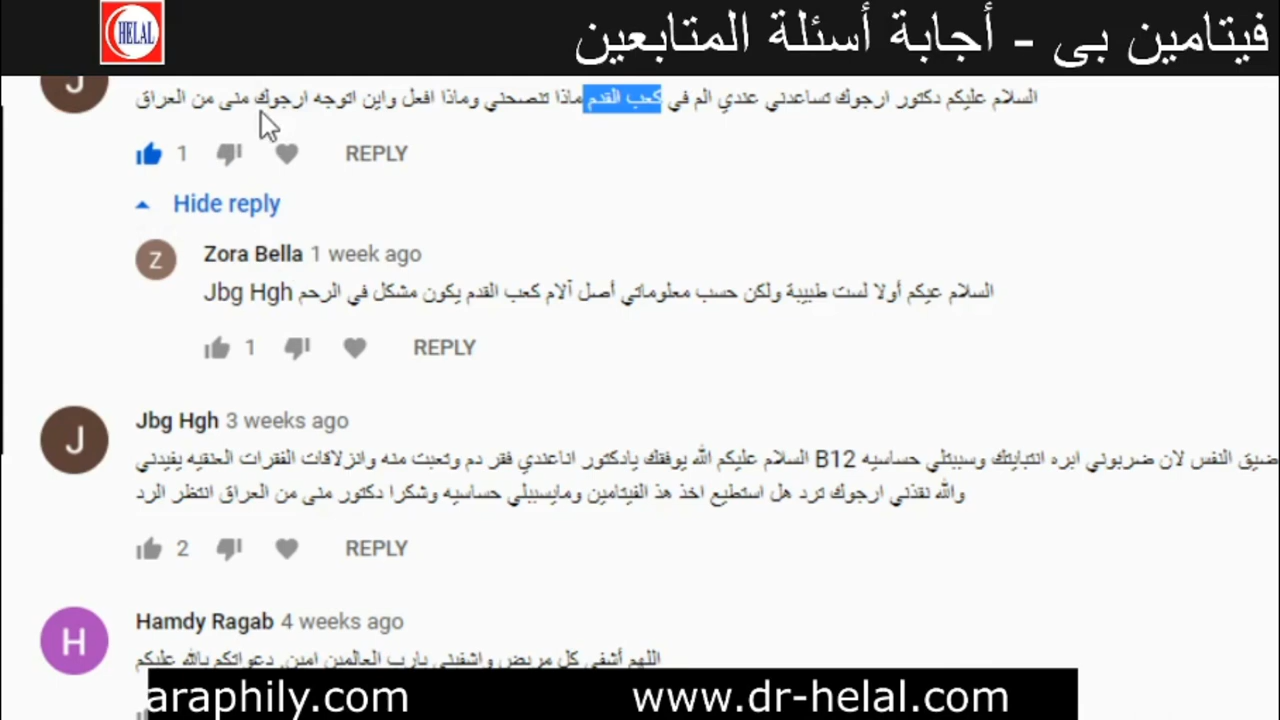 HELAL
فيتامين بى - أجابة أسئلة المتابعين
السلام عليكم دكتور ارجوك تساعدني عندي الم في كعب القدم ماذا تنصحني وماذا افعل واين اتوجه ارجوك منى من العراق
1 REPLY
Hide reply
Z
Zora Bella 1 week ago
Jbg Hgh السلام عيكم أولا لست طبيبة ولكن حسب معلوماتي أصل آلام كعب القدم يكون مشكل في الرحم
1 REPLY
J
Jbg Hgh 3 weeks ago
السلام عليكم الله يوفقك يادكتور اناعندي فقر دم وتعبت منه وانزلاقات الفقرات العنقيه يفيدني B12 ضيق النفس لان ضربوني ابره انتبايتك وسببتلي حساسيه
والله نقذني ارجوك ترد هل استطيع اخذ هذ الفيتامين ومايسببلي حساسيه وشكرا دكتور منى من العراق انتظر الرد
2 REPLY
H
Hamdy Ragab 4 weeks ago
اللهم أشفي كل مريض واشفيني يارب العالمين امين. دعواتكم بالله عليكم
araphily.com www.dr-helal.com